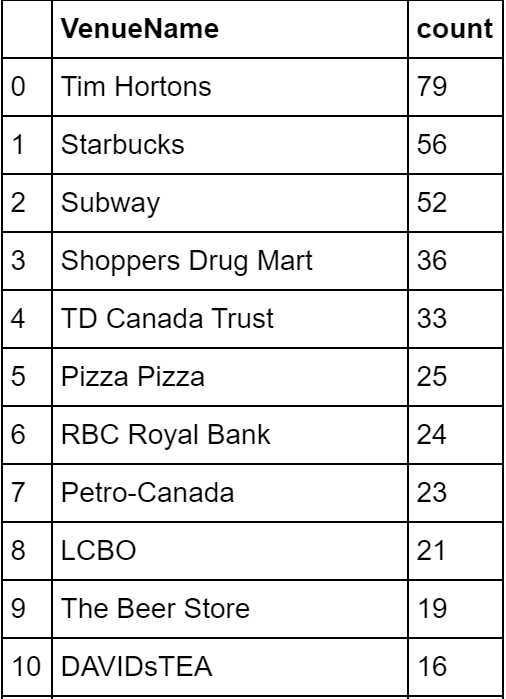 VenueName count
0 Tim Hortons 79
1 Starbucks 56
2 Subway 52
3 Shoppers Drug Mart 36
4 TD Canada Trust 33
5 Pizza Pizza 25
6 RBC Royal Bank 24
7 Petro-Canada 23
8 LCBO 21
9 The Beer Store 19
10 DAVIDsTEA 16